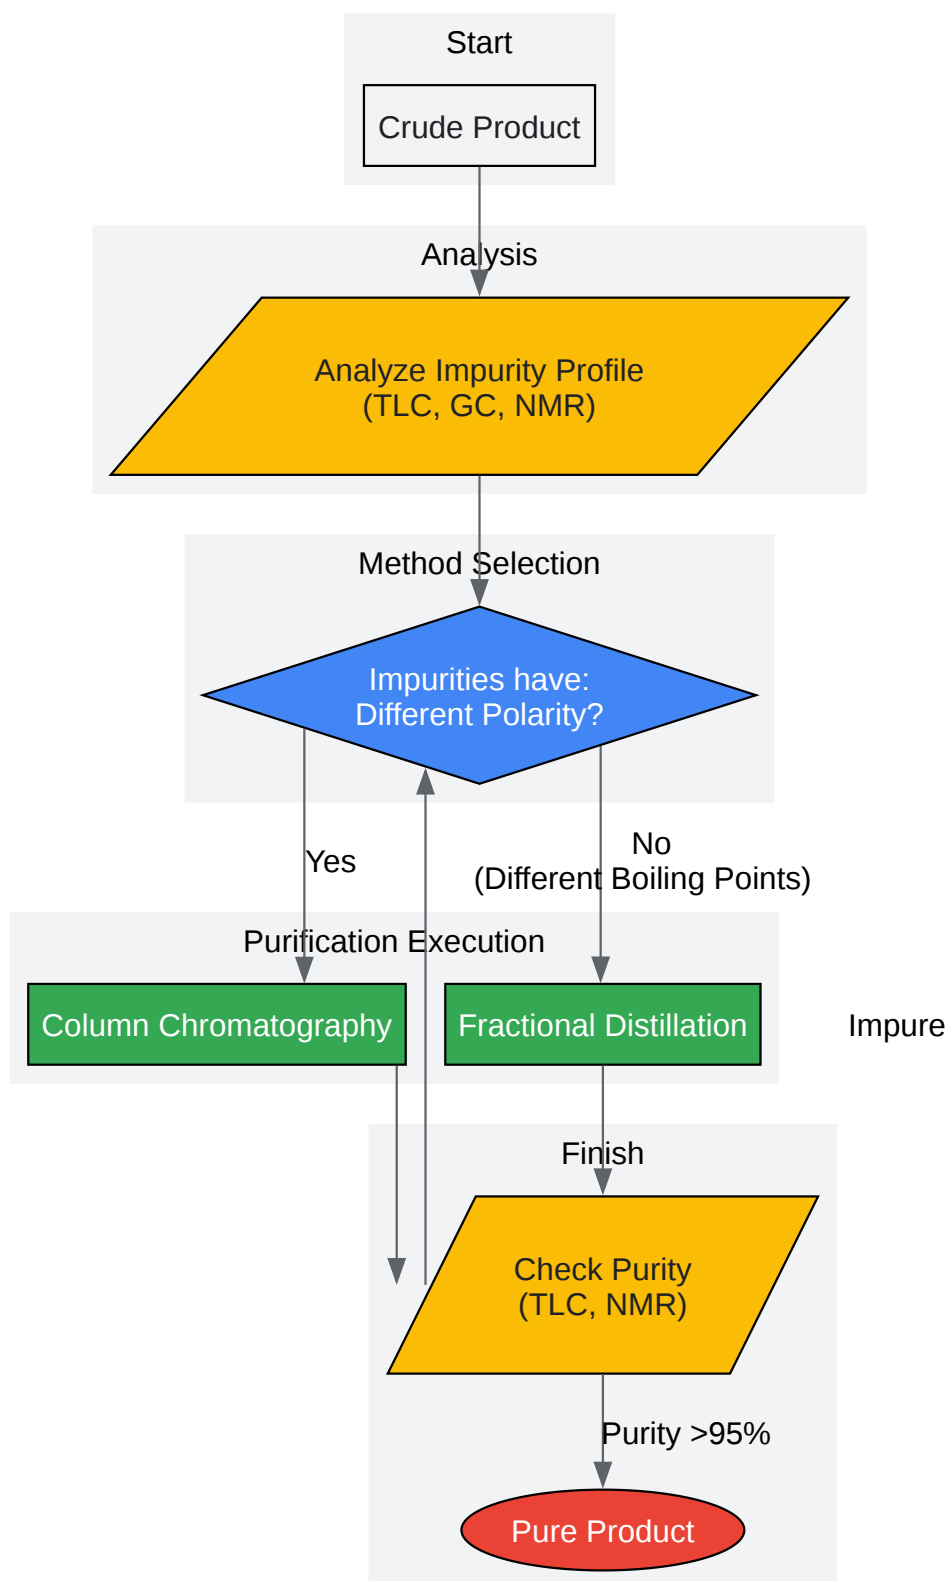 Start
Crude Product
Analysis
Analyze Impurity Profile
(TLC, GC, NMR)
Method Selection
Impurities have:
Different Polarity?
Yes
No
(Different Boiling Points)
Purification Execution
Column Chromatography
Fractional Distillation
Impure
Finish
Check Purity
(TLC, NMR)
Purity >95%
Pure Product